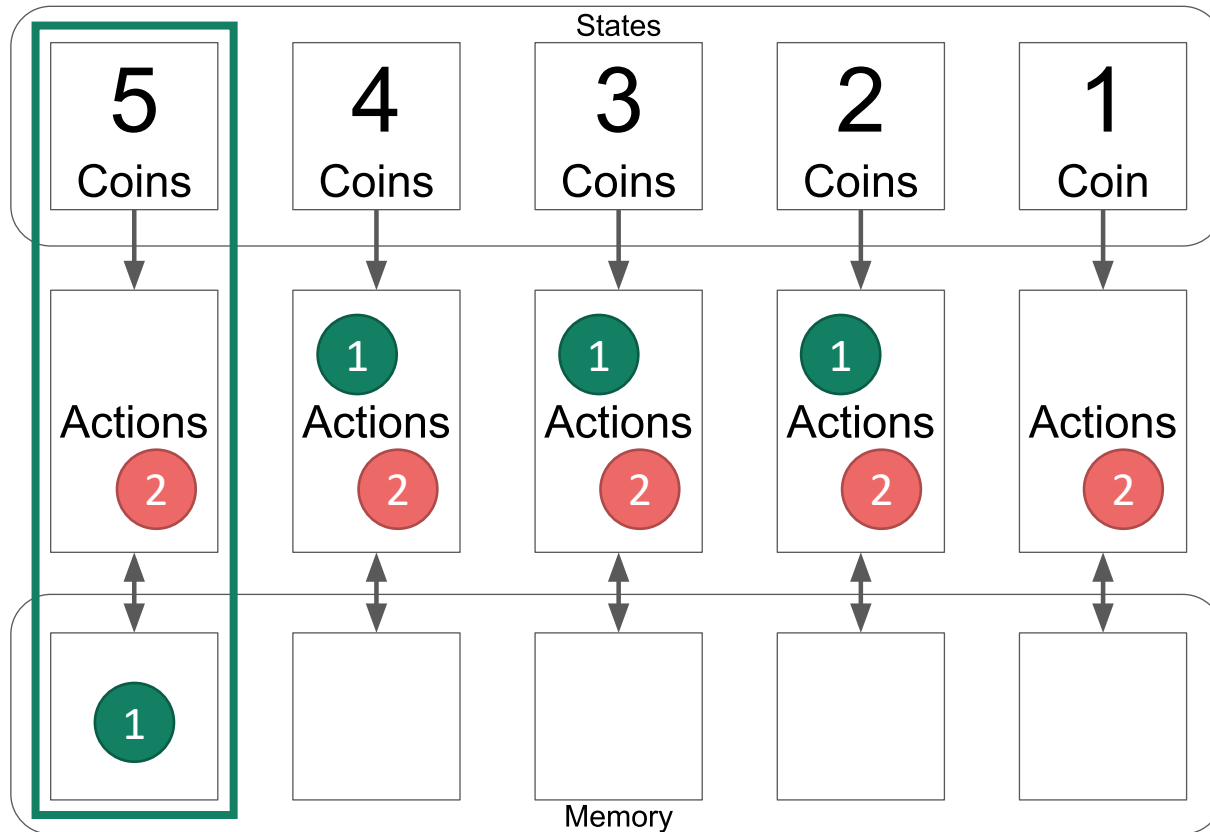 States
5 4 3 2 1
Coins Coins Coins Coins Coin
1 1 1
Actions Actions Actions Actions Actions
2 2 2 2 2
1
Memory